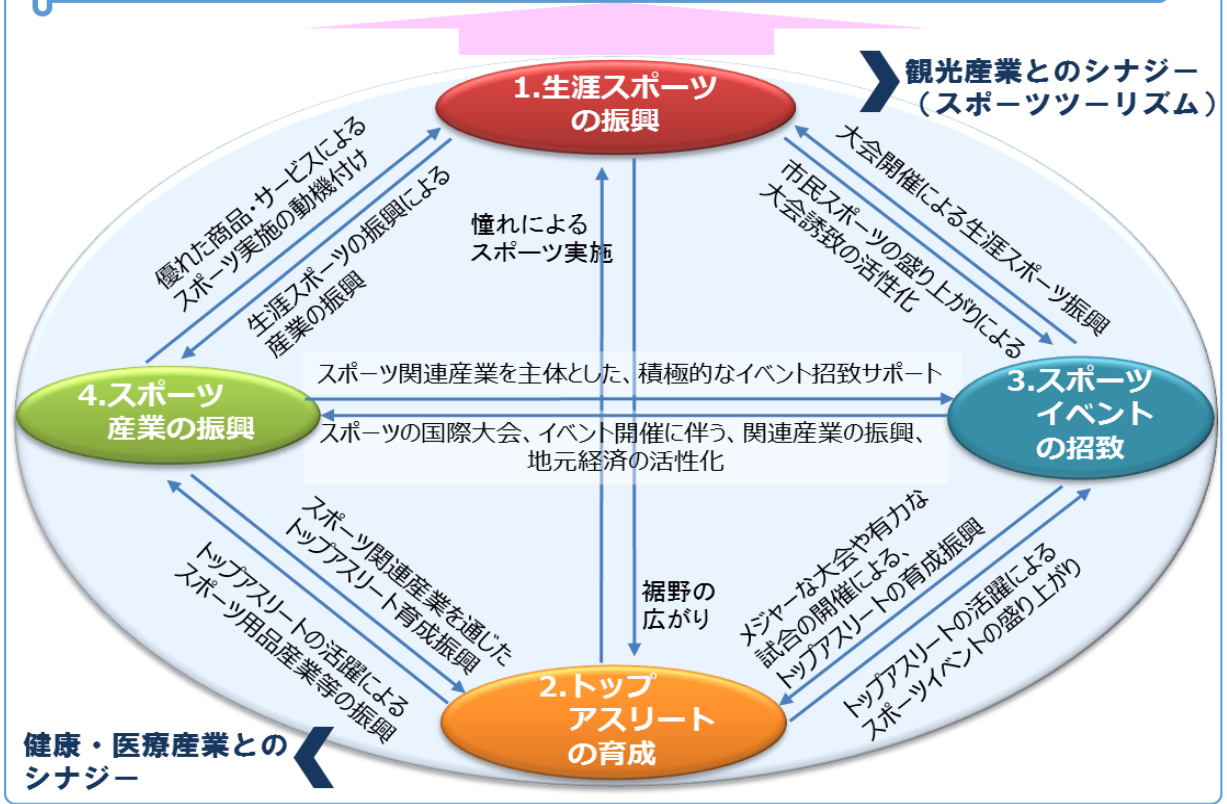 1.生涯スポーツ
の振興
観光産業とのシナジー
（スポーツツーリズム）
優れた商品・サービスによる
スポーツ実施の動機付け
生涯スポーツの振興による
産業の振興
憧れによる
スポーツ実施
大会開催による生涯スポーツ振興
市民スポーツの盛り上がりによる
大会誘致の活性化
4.スポーツ
産業の振興
スポーツ関連産業を主体とした、積極的なイベント招致サポート
スポーツの国際大会、イベント開催に伴う、関連産業の振興、
地元経済の活性化
3.スポーツ
イベント
の招致
スポーツ関連産業を通じた
トップアスリート育成振興
トップアスリートの活躍による
スポーツ用品産業等の振興
裾野の
広がり
メジャーな大会や有力な
試合の開催による、
トップアスリートの育成振興
トップアスリートの活躍による
スポーツイベントの盛り上がり
2.トップ
アスリート
の育成
健康・医療産業との
シナジー